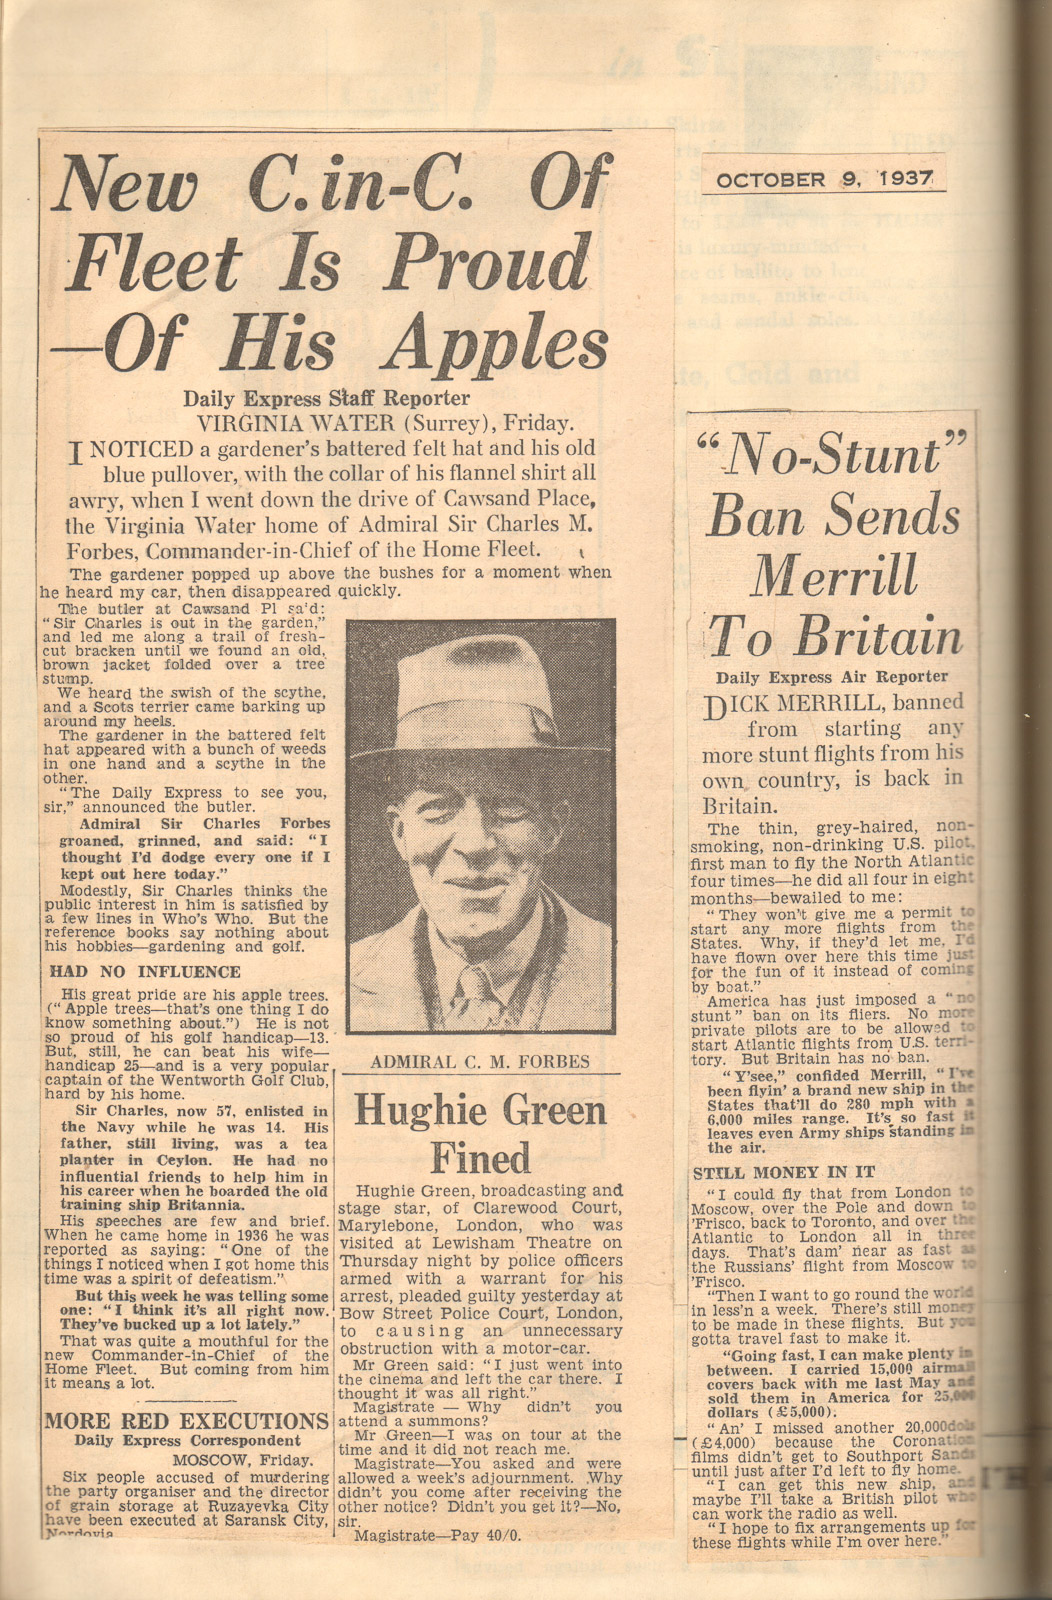 New C.in-C. Of
Fleet Is Proud
—Of His Apples
Daily Express Staff Reporter
VIRGINIA WATER (Surrey), Friday.
I NOTICED a gardener's battered felt hat and his old
blue pullover, with the collar of his flannel shirt all
awry, when I went down the drive of Cawsand Place,
the Virginia Water home of Admiral Sir Charles M.
Forbes, Commander-in-Chief of the Home Fleet.
The gardener popped up above the bushes for a moment when
he heard my car, then disappeared quickly.
The butler at Cawsand Pl sa'd:
"Sir Charles is out in the garden,"
and led me along a trail of fresh-
cut bracken until we found an old,
brown jacket folded over a tree
stump.
We heard the swish of the scythe,
and a Scots terrier came barking up
around my heels.
The gardener in the battered felt
hat appeared with a bunch of weeds
in one hand and a scythe in the
other.
"The Daily Express to see you,
sir," announced the butler.
Admiral Sir Charles Forbes
groaned, grinned, and said: "I
thought I'd dodge every one if I
kept out here today."
Modestly, Sir Charles thinks the
public interest in him is satisfied by
a few lines in Who's Who. But the
reference books say nothing about
his hobbies—gardening and golf.
HAD NO INFLUENCE
His great pride are his apple trees.
("Apple trees—that's one thing I do
know something about.") He is not
so proud of his golf handicap—13.
But, still, he can beat his wife—
handicap 25—and is a very popular
captain of the Wentworth Golf Club,
hard by his home.
Sir Charles, now 57, enlisted in
the Navy while he was 14. His
father, still living, was a tea
planter in Ceylon. He had no
influential friends to help him in
his career when he boarded the old
training ship Britannia.
His speeches are few and brief.
When he came home in 1936 he was
reported as saying: "One of the
things I noticed when I got home this
time was a spirit of defeatism."
But this week he was telling some
one: "I think it's all right now.
They've bucked up a lot lately."
That was quite a mouthful for the
new Commander-in-Chief of the
Home Fleet. But coming from him
it means a lot.
MORE RED EXECUTIONS
Daily Express Correspondent
MOSCOW, Friday.
Six people accused of murdering
the party organiser and the director
of grain storage at Ruzayevka City
have been executed at Saransk City,
ADMIRAL C. M. FORBES
Hughie Green
Fined
Hughie Green, broadcasting and
stage star, of Clarewood Court,
Marylebone, London, who was
visited at Lewisham Theatre on
Thursday night by police officers
armed with a warrant for his
arrest, pleaded guilty yesterday at
Bow Street Police Court, London,
to causing an unnecessary
obstruction with a motor-car.
Mr Green said: "I just went into
the cinema and left the car there. I
thought it was all right."
Magistrate — Why didn't you
attend a summons?
Mr Green—I was on tour at the
time and it did not reach me.
Magistrate—You asked and were
allowed a week's adjournment. Why
didn't you come after receiving the
other notice? Didn't you get it?—No,
sir.
Magistrate—Pay 40/0.
OCTOBER 9, 1937
"No-Stunt"
Ban Sends
Merrill
To Britain
Daily Express Air Reporter
DICK MERRILL, banned
from starting any
more stunt flights from his
own country, is back in
Britain.
The thin, grey-haired, non-
smoking, non-drinking U.S. pilot,
first man to fly the North Atlantic
four times—he did all four in eight
months—bewailed to me:
"They won't give me a permit to
start any more flights from the
States. Why, if they'd let me, I'd
have flown over here this time just
for the fun of it instead of coming
by boat."
America has just imposed a "no
stunt" ban on its fliers. No more
private pilots are to be allowed to
start Atlantic flights from U.S. terri-
tory. But Britain has no ban.
"Y'see," confided Merrill, "I've
been flyin' a brand new ship in the
States that'll do 280 mph with a
6,000 miles range. It's so fast it
leaves even Army ships standing in
the air.
STILL MONEY IN IT
"I could fly that from London to
Moscow, over the Pole and down to
'Frisco, back to Toronto, and over the
Atlantic to London all in three
days. That's dam' near as fast as
the Russians' flight from Moscow to
'Frisco.
"Then I want to go round the world
in less'n a week. There's still money
to be made in these flights. But you
gotta travel fast to make it.
"Going fast, I can make plenty in
between. I carried 15,000 airmail
covers back with me last May and
sold them in America for 25,000
dollars (£5,000).
"An' I missed another 20,000dols
(£4,000) because the Coronation
films didn't get to Southport Sands
until just after I'd left to fly home.
"I can get this new ship, and
maybe I'll take a British pilot who
can work the radio as well.
"I hope to fix arrangements up for
these flights while I'm over here."